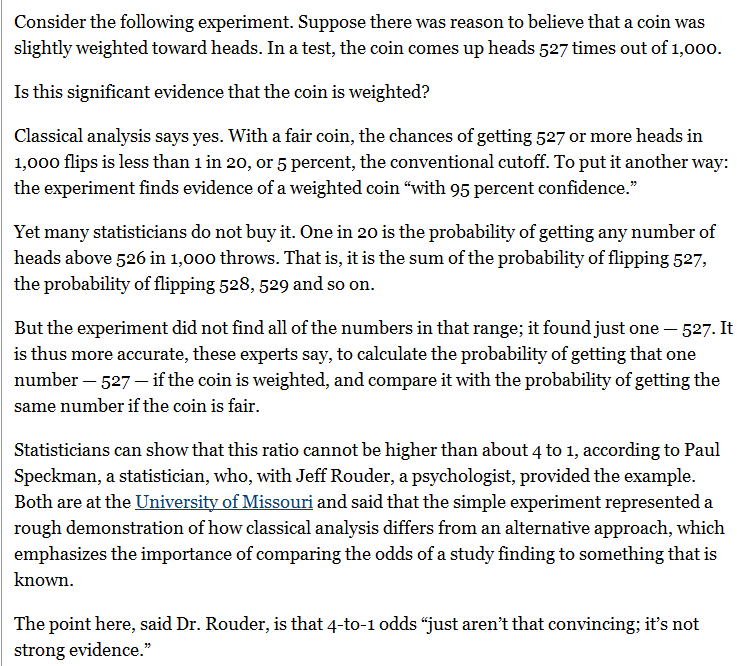 Consider the following experiment. Suppose there was reason to believe that a coin was
slightly weighted toward heads. In a test, the coin comes up heads 527 times out of 1,000.
Is this significant evidence that the coin is weighted?
Classical analysis says yes. With a fair coin, the chances of getting 527 or more heads in
1,000 flips is less than 1 in 20, or 5 percent, the conventional cutoff. To put it another way:
the experiment finds evidence of a weighted coin “with 95 percent confidence.”
Yet many statisticians do not buy it. One in 20 is the probability of getting any number of
heads above 526 in 1,000 throws. That is, it is the sum of the probability of flipping 527,
the probability of flipping 528, 529 and so on.
But the experiment did not find all of the numbers in that range; it found just one — 527. It
is thus more accurate, these experts say, to calculate the probability of getting that one
number — 527 — if the coin is weighted, and compare it with the probability of getting the
same number if the coin is fair.
Statisticians can show that this ratio cannot be higher than about 4 to 1, according to Paul
Speckman, a statistician, who, with Jeff Rouder, a psychologist, provided the example.
Both are at the University of Missouri and said that the simple experiment represented a
rough demonstration of how classical analysis differs from an alternative approach, which
emphasizes the importance of comparing the odds of a study finding to something that is
known.
The point here, said Dr. Rouder, is that 4-to-1 odds “just aren’t that convincing; it’s not
strong evidence.”